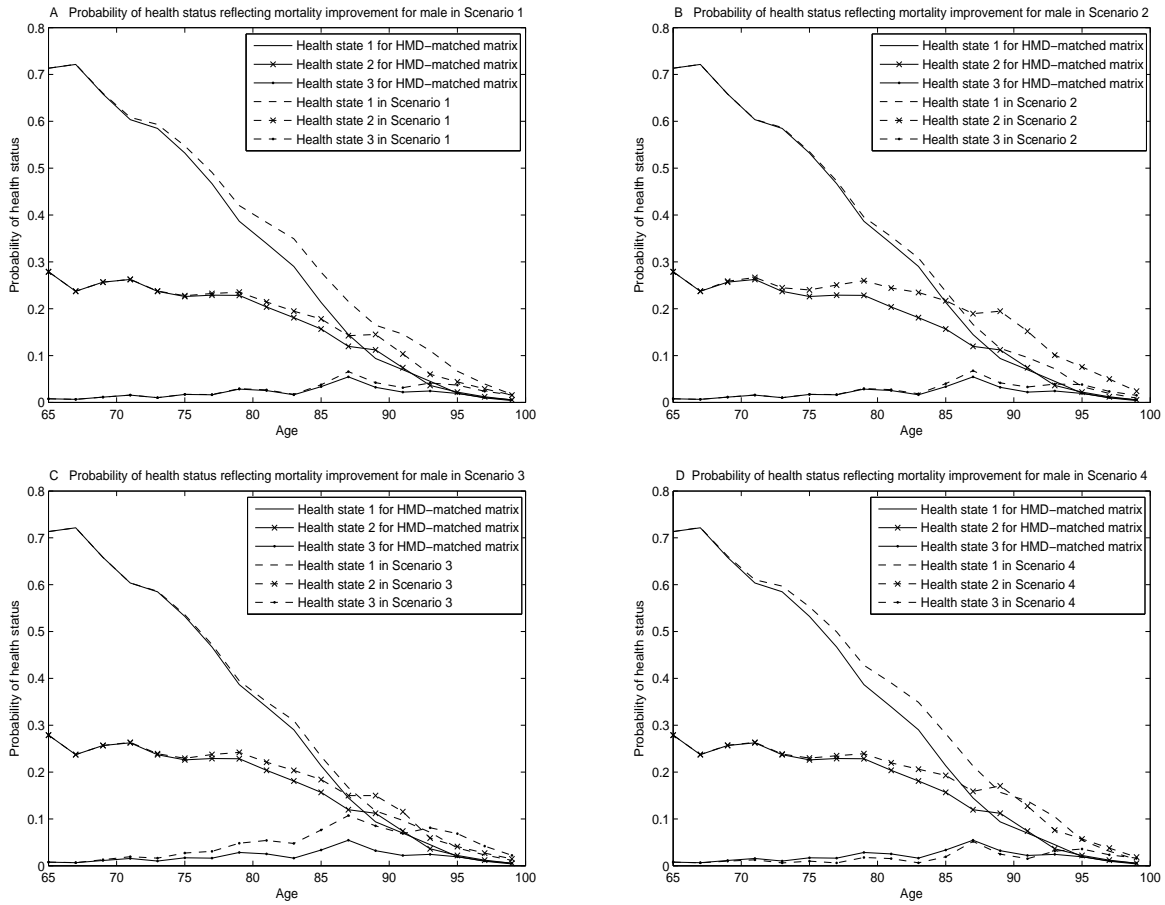 A Probability of health status reflecting mortality improvement for male in Scenario 1
0.8
0.7
0.6
0.5
0.4
0.3
0.2
0.1
0
Probability of health status
Health state 1 for HMD−matched matrix
Health state 2 for HMD−matched matrix
Health state 3 for HMD−matched matrix
Health state 1 in Scenario 1
Health state 2 in Scenario 1
Health state 3 in Scenario 1
65 70 75 80 85 90 95 100
Age
B Probability of health status reflecting mortality improvement for male in Scenario 2
0.8
0.7
0.6
0.5
0.4
0.3
0.2
0.1
0
Probability of health status
Health state 1 for HMD−matched matrix
Health state 2 for HMD−matched matrix
Health state 3 for HMD−matched matrix
Health state 1 in Scenario 2
Health state 2 in Scenario 2
Health state 3 in Scenario 2
65 70 75 80 85 90 95 100
Age
C Probability of health status reflecting mortality improvement for male in Scenario 3
0.8
0.7
0.6
0.5
0.4
0.3
0.2
0.1
0
Probability of health status
Health state 1 for HMD−matched matrix
Health state 2 for HMD−matched matrix
Health state 3 for HMD−matched matrix
Health state 1 in Scenario 3
Health state 2 in Scenario 3
Health state 3 in Scenario 3
65 70 75 80 85 90 95 100
Age
D Probability of health status reflecting mortality improvement for male in Scenario 4
0.8
0.7
0.6
0.5
0.4
0.3
0.2
0.1
0
Probability of health status
Health state 1 for HMD−matched matrix
Health state 2 for HMD−matched matrix
Health state 3 for HMD−matched matrix
Health state 1 in Scenario 4
Health state 2 in Scenario 4
Health state 3 in Scenario 4
65 70 75 80 85 90 95 100
Age